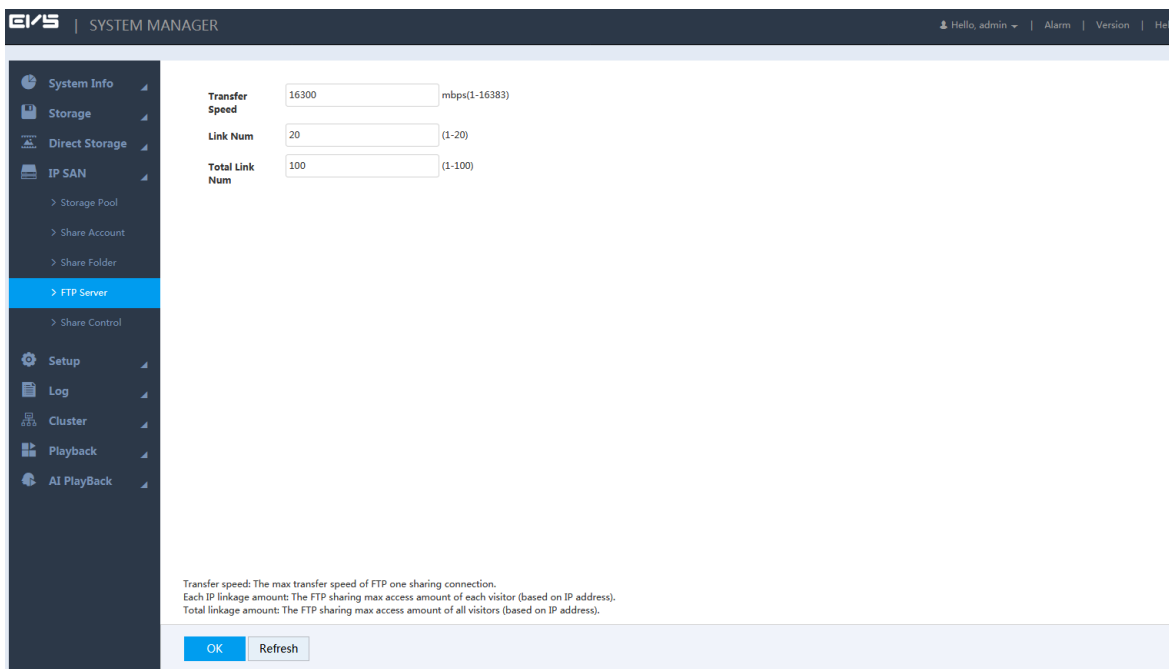 EVS | SYSTEM MANAGER
Hello, admin | Alarm | Version |
System Info
Storage
Direct Storage
IP SAN
> Storage Pool
> Share Account
> Share Folder
> FTP Server
> Share Control
Setup
Log
Cluster
Playback
AI PlayBack
Transfer Speed 16300 mbps(1-16383)
Link Num 20 (1-20)
Total Link Num 100 (1-100)
Transfer speed: The max transfer speed of FTP one sharing connection.
Each IP linkage amount: The FTP sharing max access amount of each visitor (based on IP address).
Total linkage amount: The FTP sharing max access amount of all visitors (based on IP address).
OK Refresh